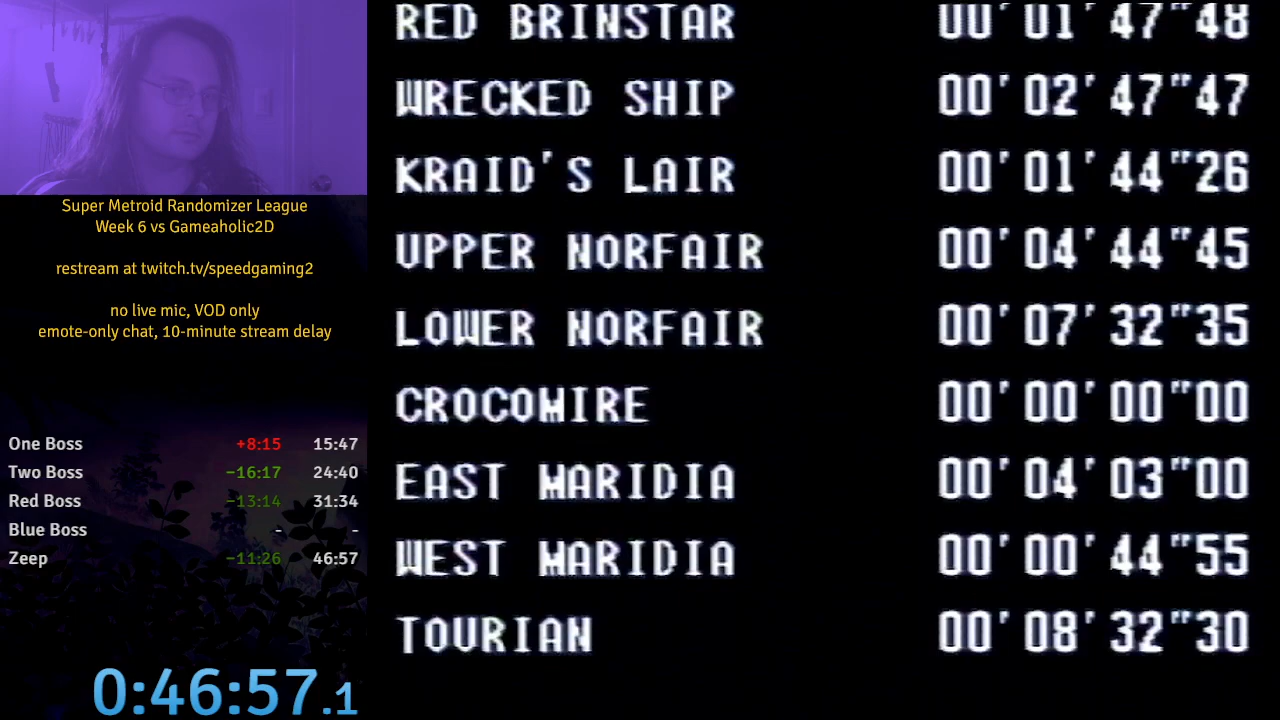 Super Metroid Randomizer League
Week 6 vs Gameaholic2D
restream at twitch.tv/speedgaming2
no live mic, VOD only
emote-only chat, 10-minute stream delay
One Boss +8:15 15:47
Two Boss −16:17 24:40
Red Boss −13:14 31:34
Blue Boss - -
Zeep −11:26 46:57
0:46:57.1
RED BRINSTAR 00'01'47"48
WRECKED SHIP 00'02'47"47
KRAID'S LAIR 00'01'44"26
UPPER NORFAIR 00'04'44"45
LOWER NORFAIR 00'07'32"35
CROCOMIRE 00'00'00"00
EAST MARIDIA 00'04'03"00
WEST MARIDIA 00'00'44"55
TOURIAN 00'08'32"30